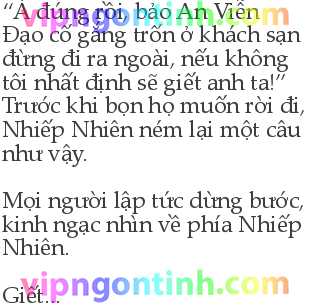 “À đúng rồi, bảo An Viễn
Đạo cố gắng trốn ở khách sạn
đừng đi ra ngoài, nếu không
tôi nhất định sẽ giết anh ta!”
Trước khi bọn họ muốn rời đi,
Nhiếp Nhiên ném lại một câu
như vậy.
Mọi người lập tức dừng bước,
kinh ngạc nhìn về phía Nhiếp
Nhiên.
Giết...
vipngontinh.com
vipngontinh.com